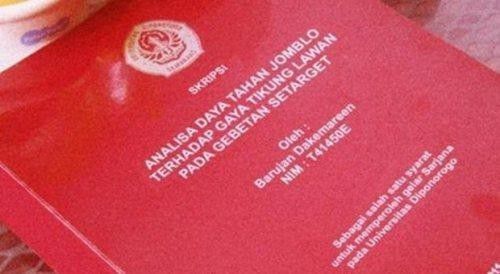 SKRIPSI
ANALISA DAYA TAHAN JOMBLO
TERHADAP GAYA TIKUNG LAWAN
PADA GEBETAN SETARGET
Oleh :
Barujan Dakemareen
NIM : T41450E
Sebagai salah satu syarat
untuk memperoleh gelar Sarjana
pada Universitas Diponorogo